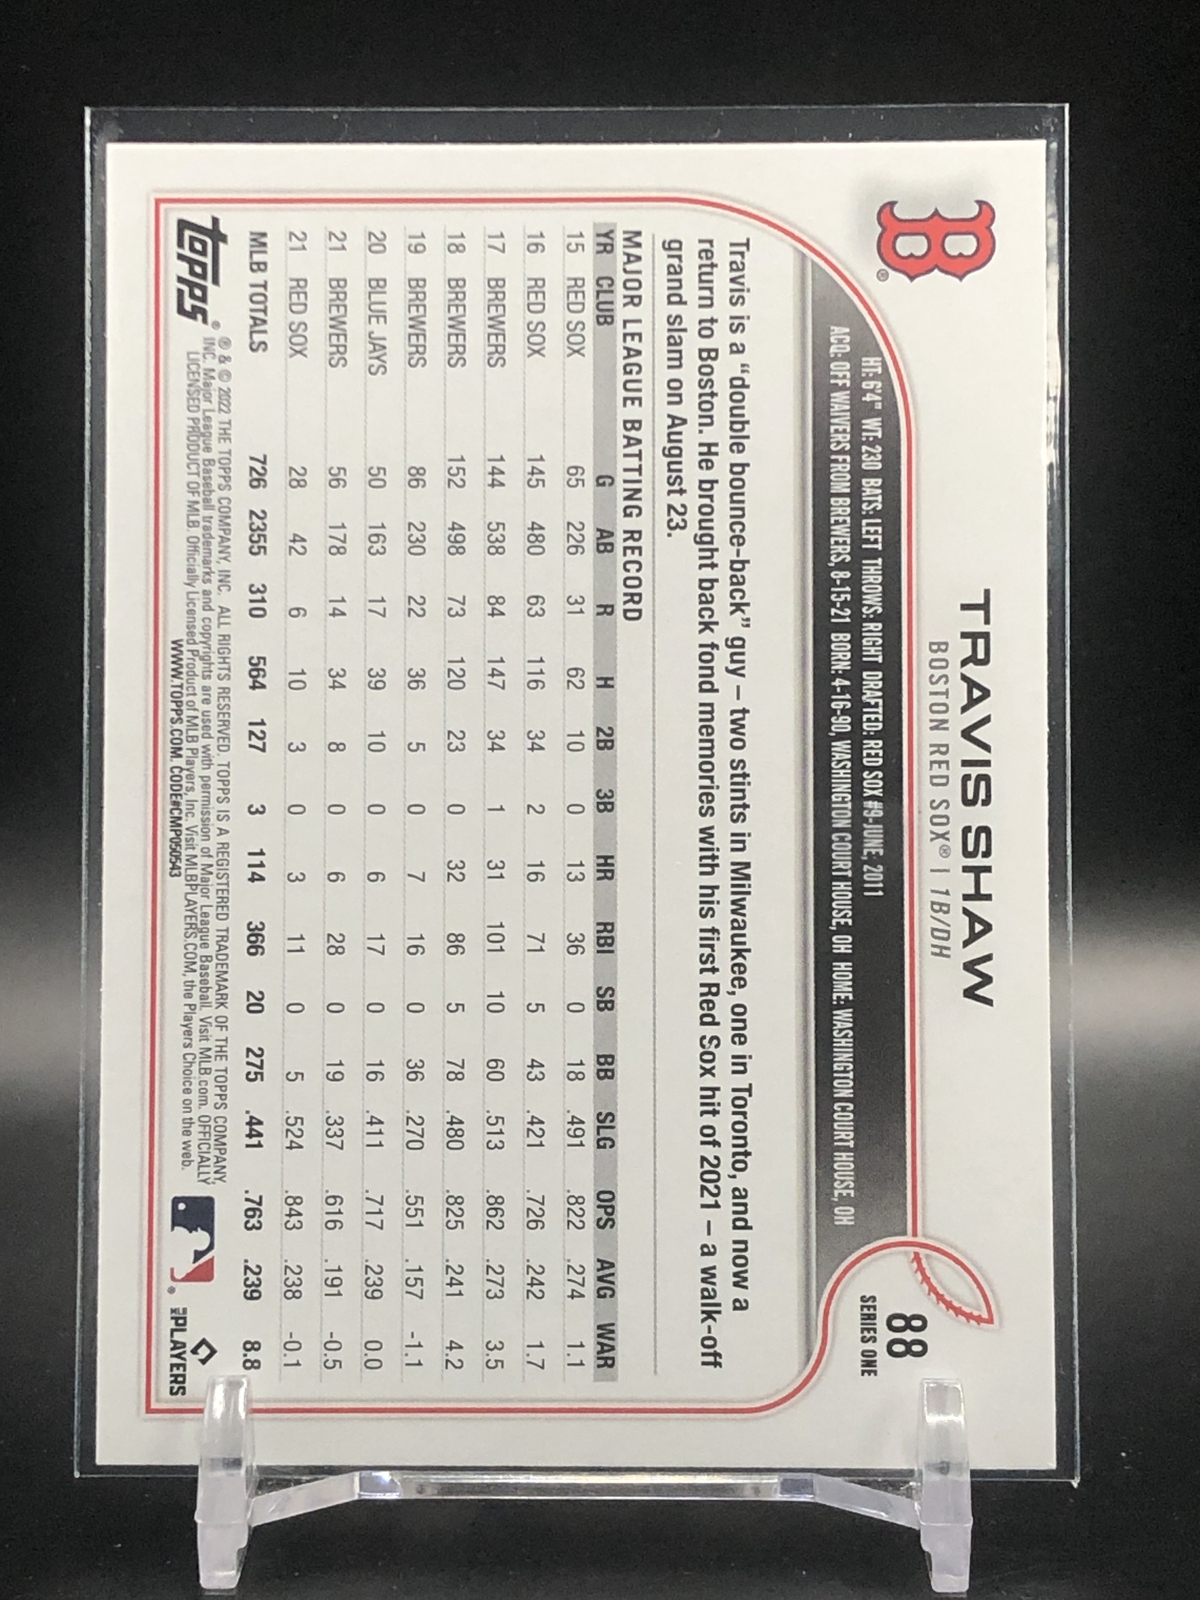 B®
TRAVIS SHAW
BOSTON RED SOX® | 1B/DH
88
SERIES ONE
HT: 6'4" WT: 230 BATS: LEFT THROWS: RIGHT DRAFTED: RED SOX #9-JUNE, 2011
ACQ: OFF WAIVERS FROM BREWERS, 8-15-21 BORN: 4-16-90, WASHINGTON COURT HOUSE, OH HOME: WASHINGTON COURT HOUSE, OH
Travis is a “double bounce-back” guy – two stints in Milwaukee, one in Toronto, and now a
return to Boston. He brought back fond memories with his first Red Sox hit of 2021 – a walk-off
grand slam on August 23.
MAJOR LEAGUE BATTING RECORD
YR CLUB G AB R H 2B 3B HR RBI SB BB SLG OPS AVG WAR
15 RED SOX 65 226 31 62 10 0 13 36 0 18 .491 .822 .274 1.1
16 RED SOX 145 480 63 116 34 2 16 71 5 43 .421 .726 .242 1.7
17 BREWERS 144 538 84 147 34 1 31 101 10 60 .513 .862 .273 3.5
18 BREWERS 152 498 73 120 23 0 32 86 5 78 .480 .825 .241 4.2
19 BREWERS 86 230 22 36 5 0 7 16 0 36 .270 .551 .157 -1.1
20 BLUE JAYS 50 163 17 39 10 0 6 17 0 16 .411 .717 .239 0.0
21 BREWERS 56 178 14 34 8 0 6 28 0 19 .337 .616 .191 -0.5
21 RED SOX 28 42 6 10 3 0 3 11 0 5 .524 .843 .238 -0.1
MLB TOTALS 726 2355 310 564 127 3 114 366 20 275 .441 .763 .239 8.8
topps®
® & © 2022 THE TOPPS COMPANY, INC. ALL RIGHTS RESERVED. TOPPS IS A REGISTERED TRADEMARK OF THE TOPPS COMPANY,
INC. Major League Baseball trademarks and copyrights are used with permission of Major League Baseball. Visit MLB.com. OFFICIALLY
LICENSED PRODUCT OF MLB. Officially Licensed Product of MLB Players, Inc. Visit MLBPLAYERS.COM, the Players Choice on the web.
WWW.TOPPS.COM. CODE#CMP050543
®
MLB PLAYERS